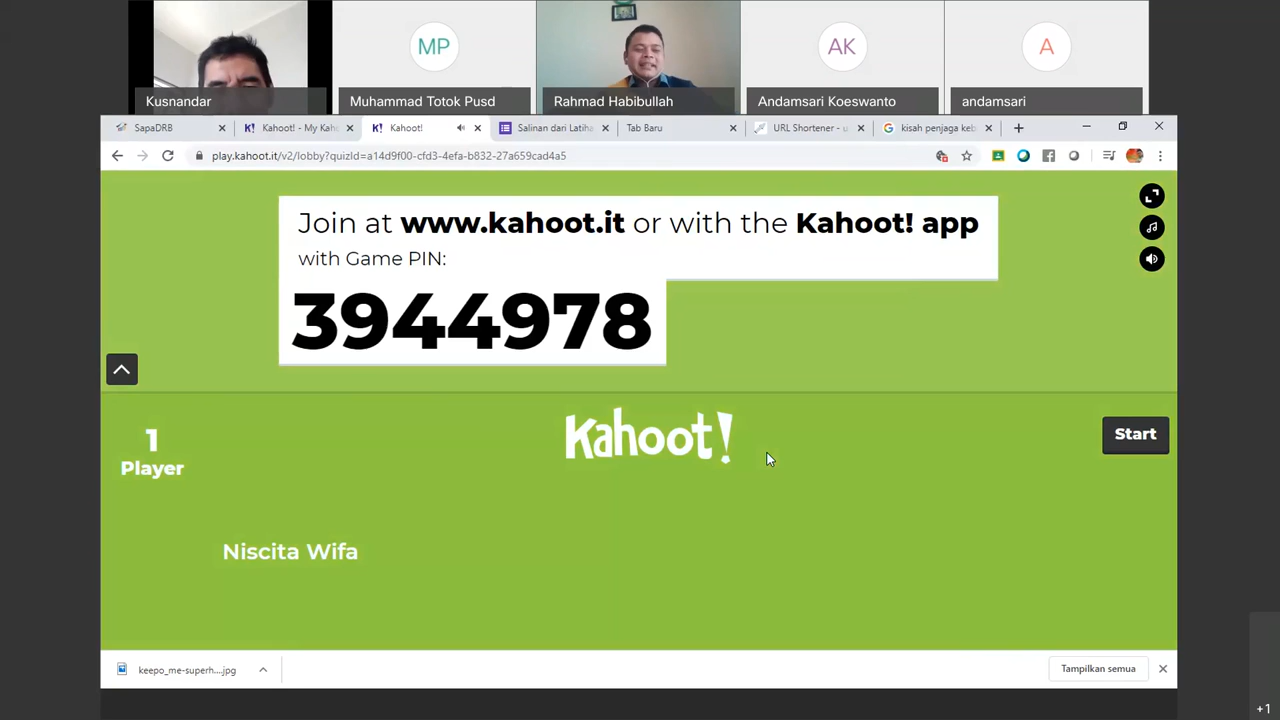 MP
AK
A
Kusnandar
Muhammad Totok Pusd
Rahmad Habibullah
Andamsari Koeswanto
andamsari
SapaDRB
Kahoot! - My Kaho
Kahoot!
Salinan dari Latiha
Tab Baru
URL Shortener - u
kisah penjaga keb
play.kahoot.it/v2/lobby?quizId=a14d9f00-cfd3-4efa-b832-27a659cad4a5
Join at www.kahoot.it or with the Kahoot! app
with Game PIN:
3944978
Kahoot!
1
Player
Start
Niscita Wifa
keepo_me-superh....jpg
Tampilkan semua
+1